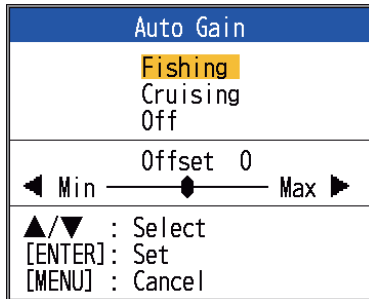 Auto Gain
Fishing
Cruising
Off
Offset 0
◀ Min Max ▶
▲/▼ : Select
[ENTER]: Set
[MENU] : Cancel